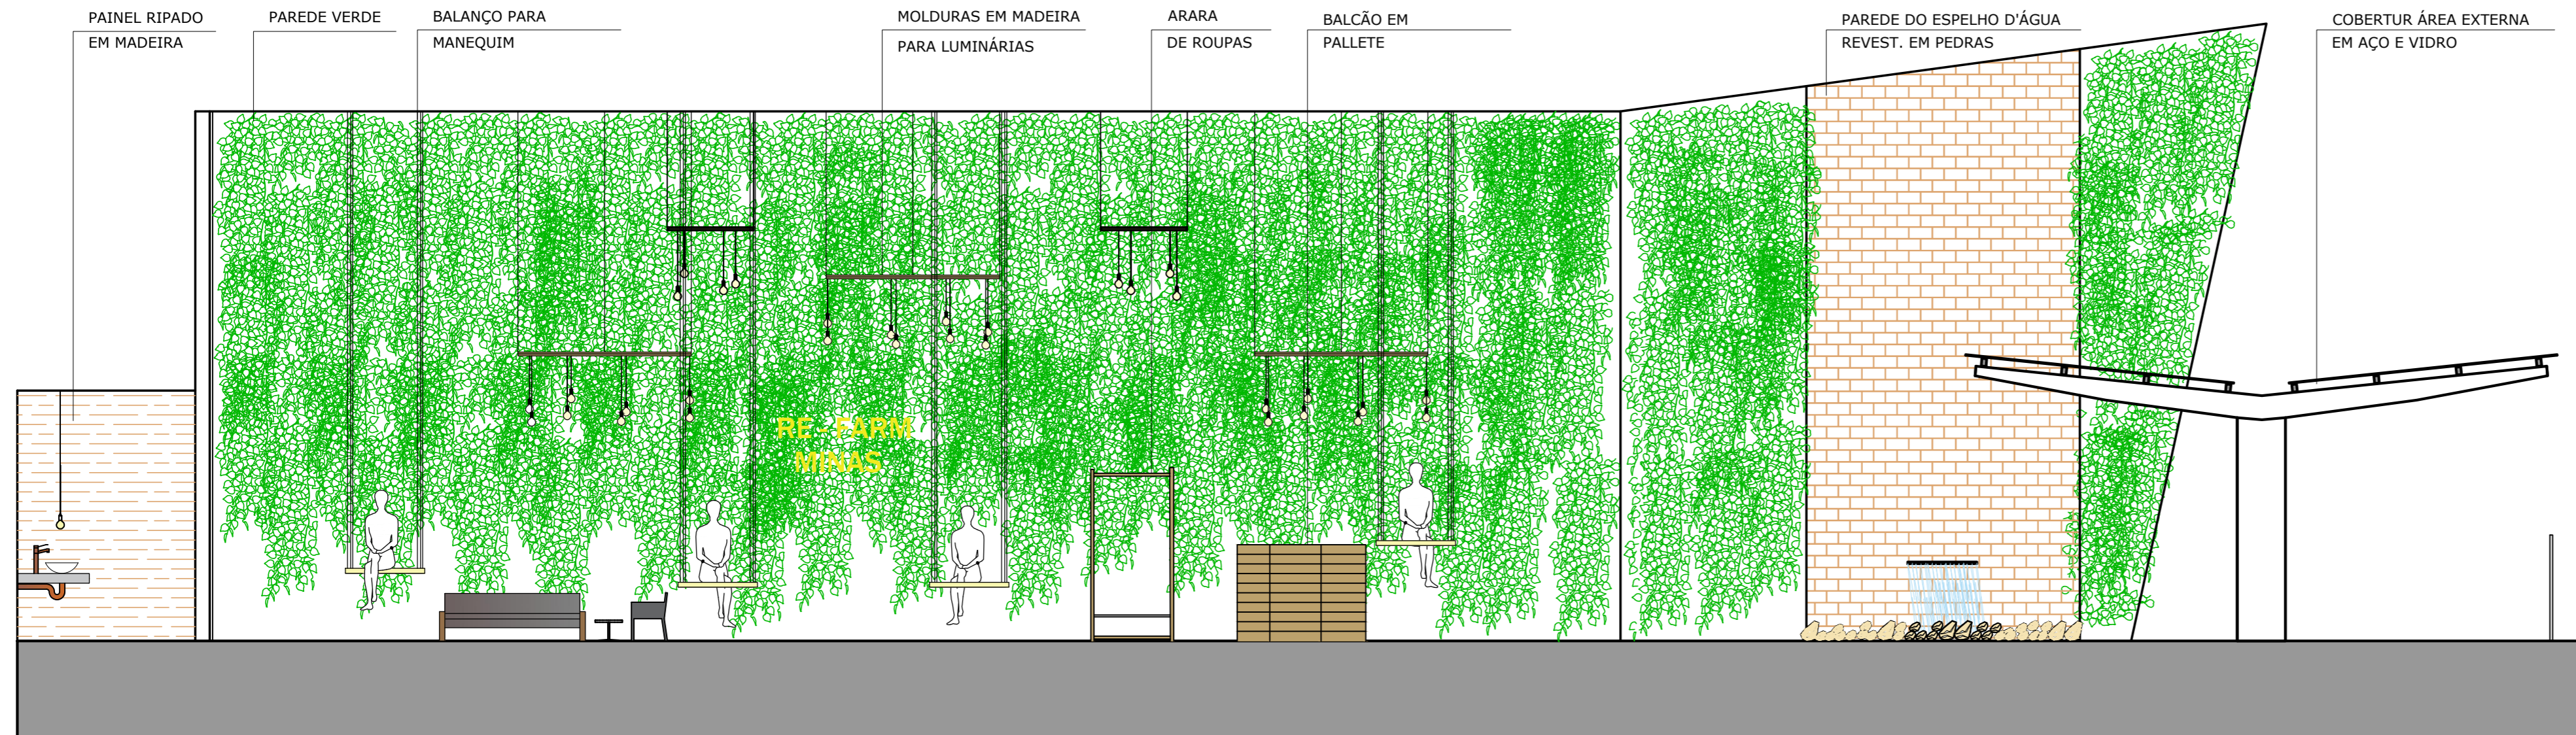 PAINEL RIPADO
EM MADEIRA
PAREDE VERDE
BALANÇO PARA
MANEQUIM
MOLDURAS EM MADEIRA
PARA LUMINÁRIAS
ARARA
DE ROUPAS
BALCÃO EM
PALLETE
PAREDE DO ESPELHO D'ÁGUA
REVEST. EM PEDRAS
COBERTUR ÁREA EXTERNA
EM AÇO E VIDRO
RE - FARM
MINAS